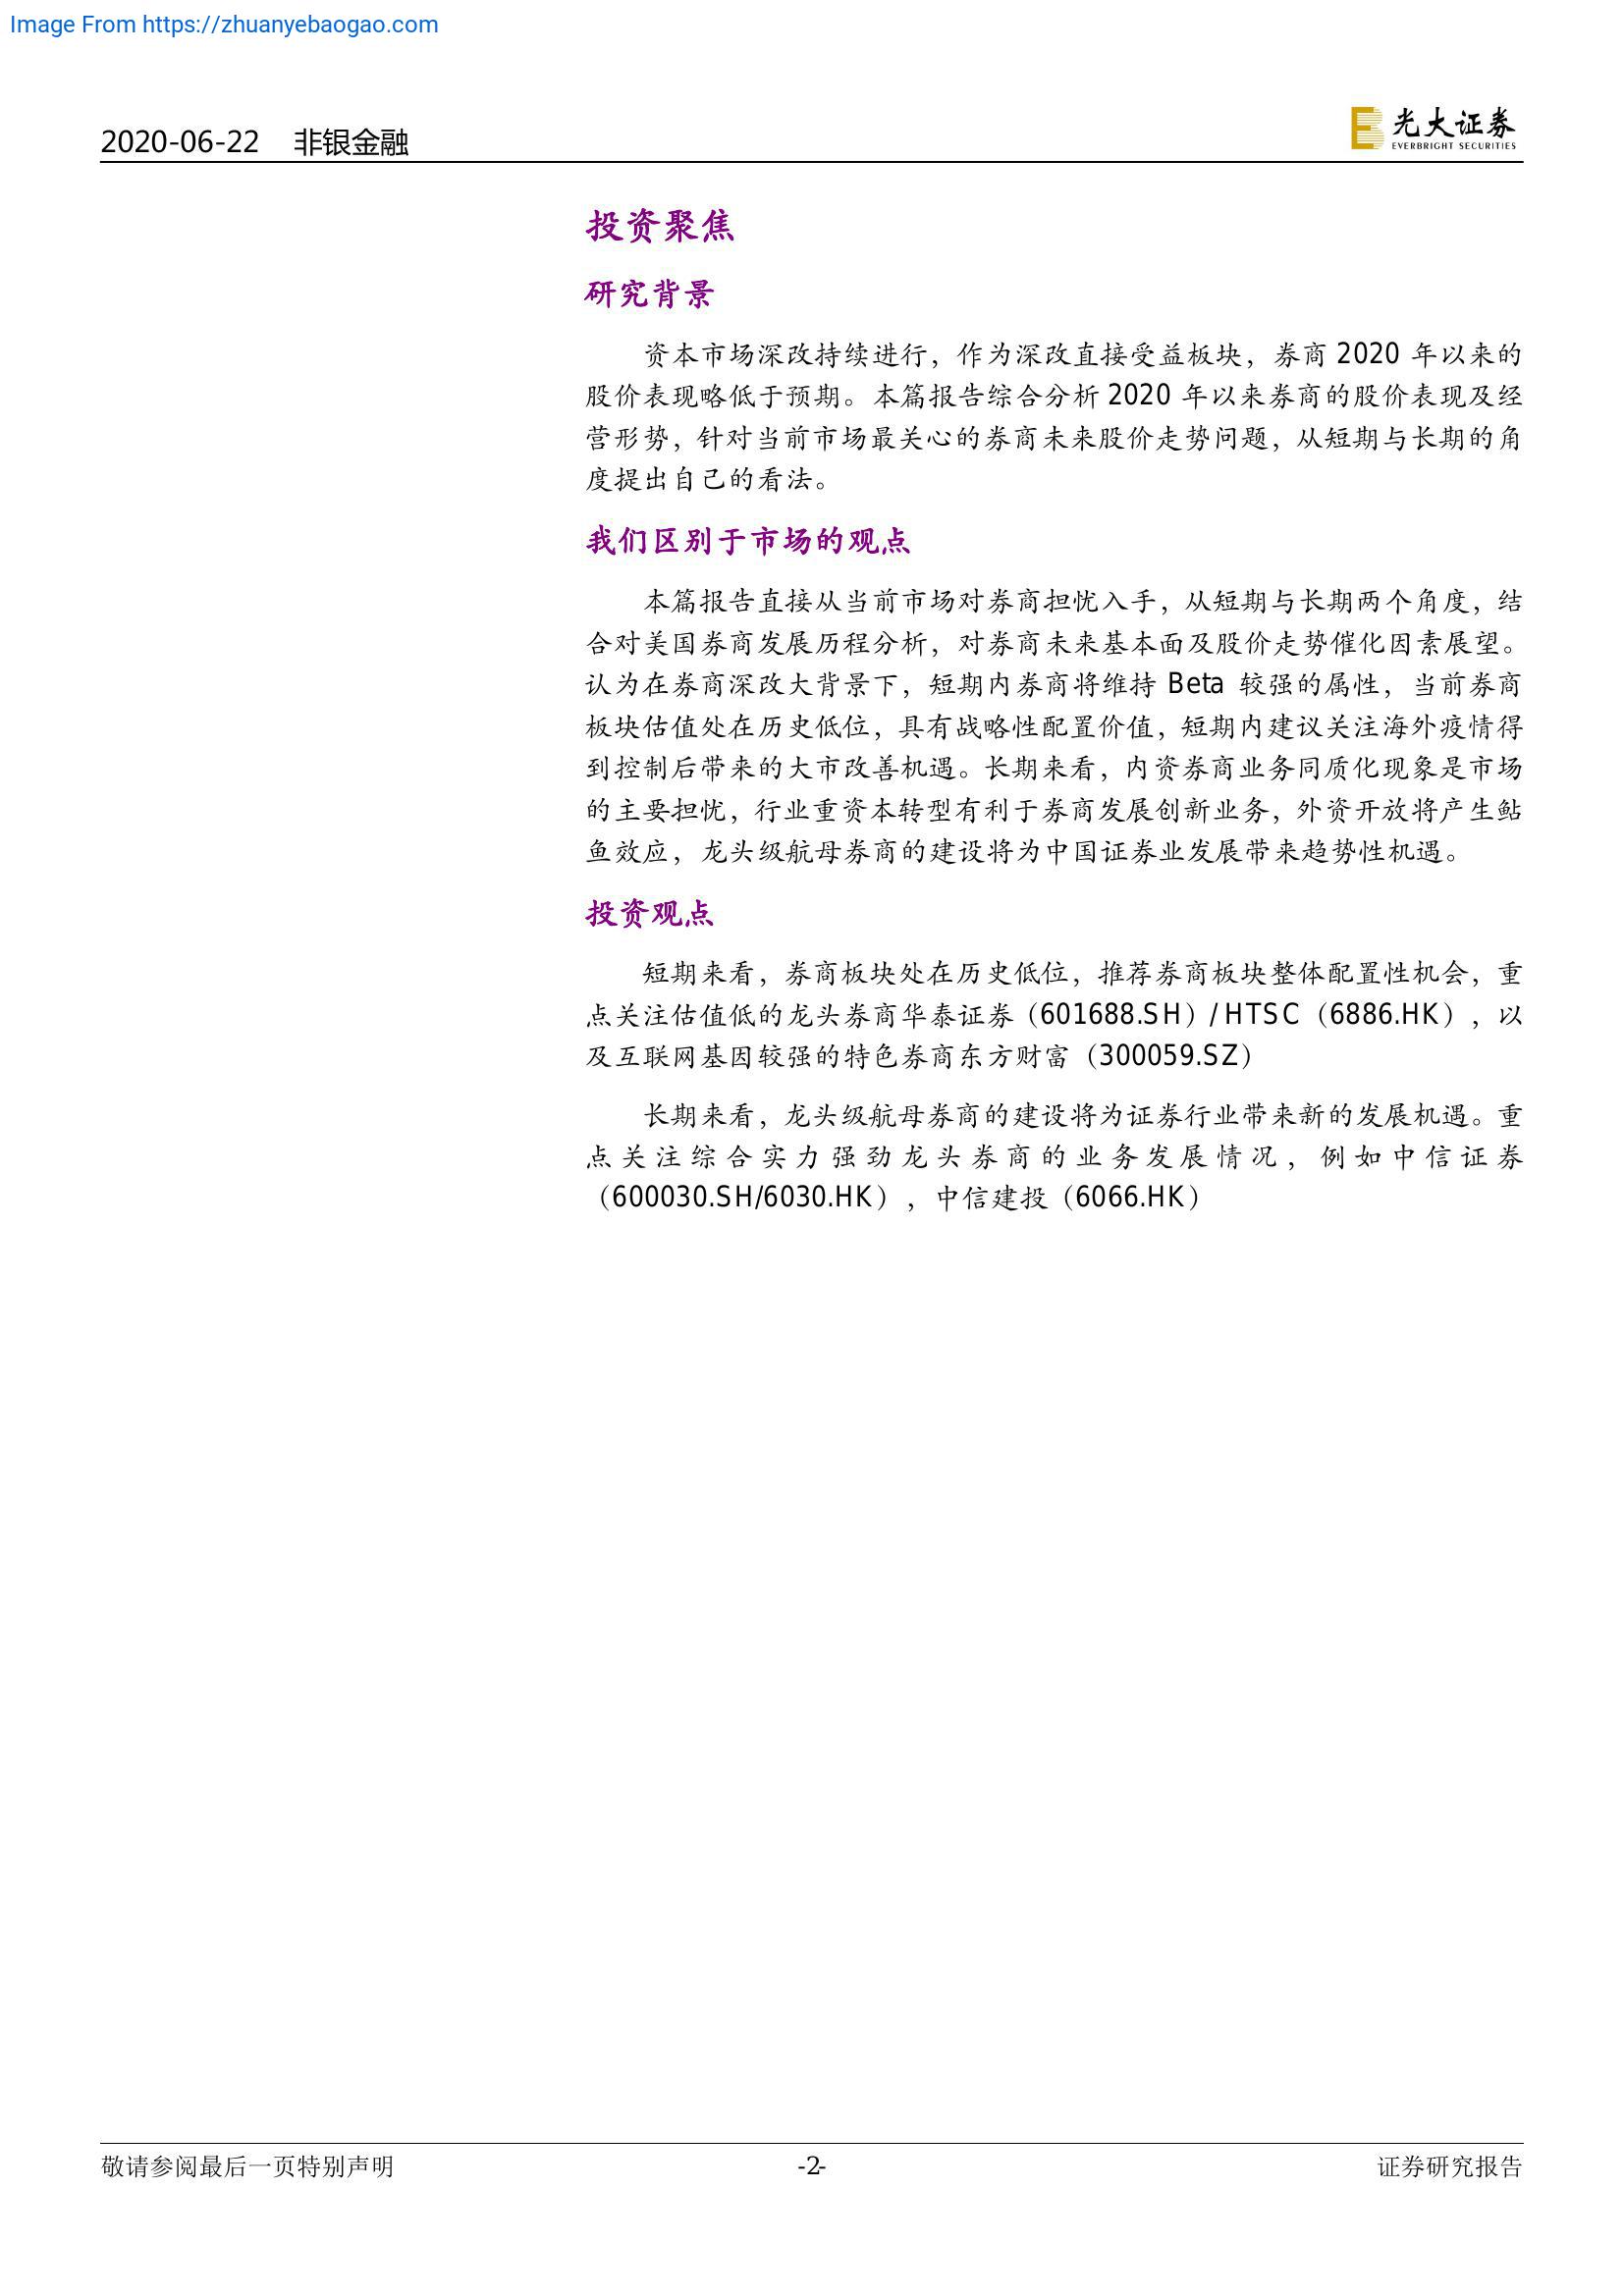 Image From https://zhuanyebaogao.com
2020-06-22 非银金融
光大证券
EVERBRIGHT SECURITIES
投资聚焦
研究背景
资本市场深改持续进行，作为深改直接受益板块，券商 2020 年以来的
股价表现略低于预期。本篇报告综合分析 2020 年以来券商的股价表现及经
营形势，针对当前市场最关心的券商未来股价走势问题，从短期与长期的角
度提出自己的看法。
我们区别于市场的观点
本篇报告直接从当前市场对券商担忧入手，从短期与长期两个角度，结
合对美国券商发展历程分析，对券商未来基本面及股价走势催化因素展望。
认为在券商深改大背景下，短期内券商将维持 Beta 较强的属性，当前券商
板块估值处在历史低位，具有战略性配置价值，短期内建议关注海外疫情得
到控制后带来的大市改善机遇。长期来看，内资券商业务同质化现象是市场
的主要担忧，行业重资本转型有利于券商发展创新业务，外资开放将产生鲇
鱼效应，龙头级航母券商的建设将为中国证券业发展带来趋势性机遇。
投资观点
短期来看，券商板块处在历史低位，推荐券商板块整体配置性机会，重
点关注估值低的龙头券商华泰证券（601688.SH）/ HTSC（6886.HK），以
及互联网基因较强的特色券商东方财富（300059.SZ）
长期来看，龙头级航母券商的建设将为证券行业带来新的发展机遇。重
点关注综合实力强劲龙头券商的业务发展情况，例如中信证券
（600030.SH/6030.HK），中信建投（6066.HK）
敬请参阅最后一页特别声明
-2-
证券研究报告